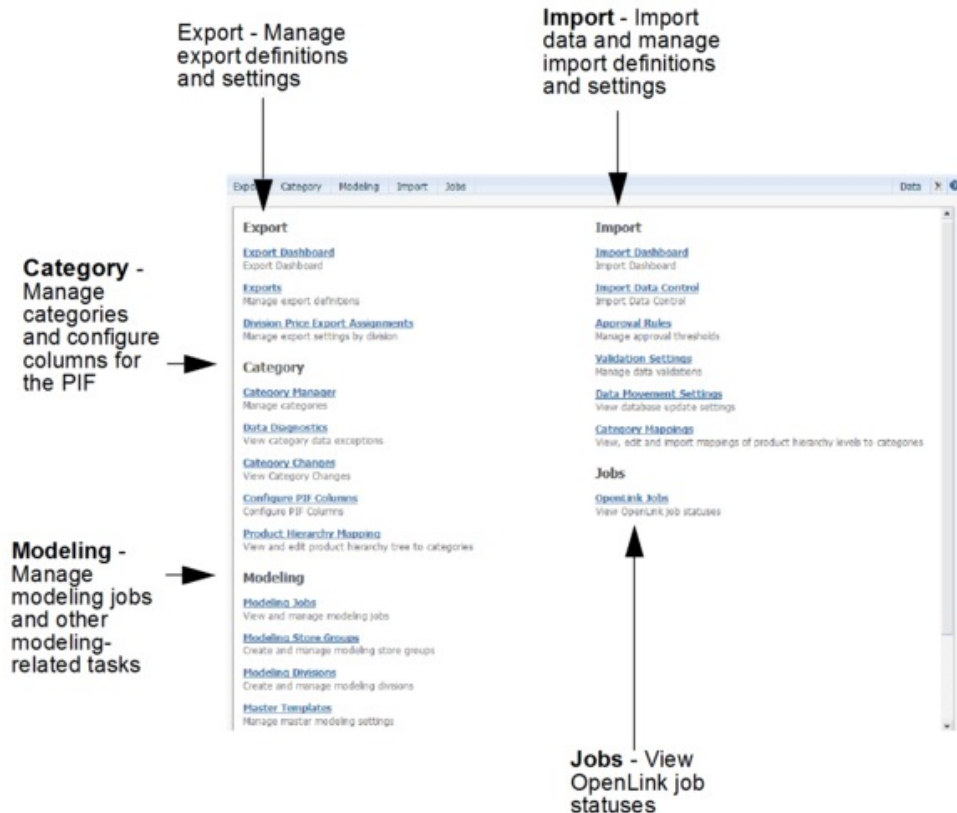 Export - Manage
export definitions
and settings
Import - Import
data and manage
import definitions
and settings
Category -
Manage
categories
and configure
columns for
the PIF
Modeling -
Manage
modeling jobs
and other
modeling-
related tasks
Jobs - View
OpenLink job
statuses
Category Modeling Import Jobs Data
Export
Export Dashboard
Export Dashboard
Exports
Manage export definitions
Division Price Export Assignments
Manage export settings by division
Category
Category Manager
Manage categories
Data Diagnostics
View category data exceptions
Category Changes
View Category Changes
Configure PIF Columns
Configure PIF Columns
Product Hierarchy Mapping
View and edit product hierarchy tree to categories
Modeling
Modeling Jobs
View and manage modeling jobs
Modeling Store Groups
Create and manage modeling store groups
Modeling Divisions
Create and manage modeling divisions
Master Templates
Manage master modeling settings
Import
Import Dashboard
Import Dashboard
Import Data Control
Import Data Control
Approval Rules
Manage approval thresholds
Validation Settings
Manage data validations
Data Movement Settings
View database update settings
Category Mappings
View, edit and import mappings of product hierarchy levels to categories
Jobs
OpenLink Jobs
View OpenLink job statuses